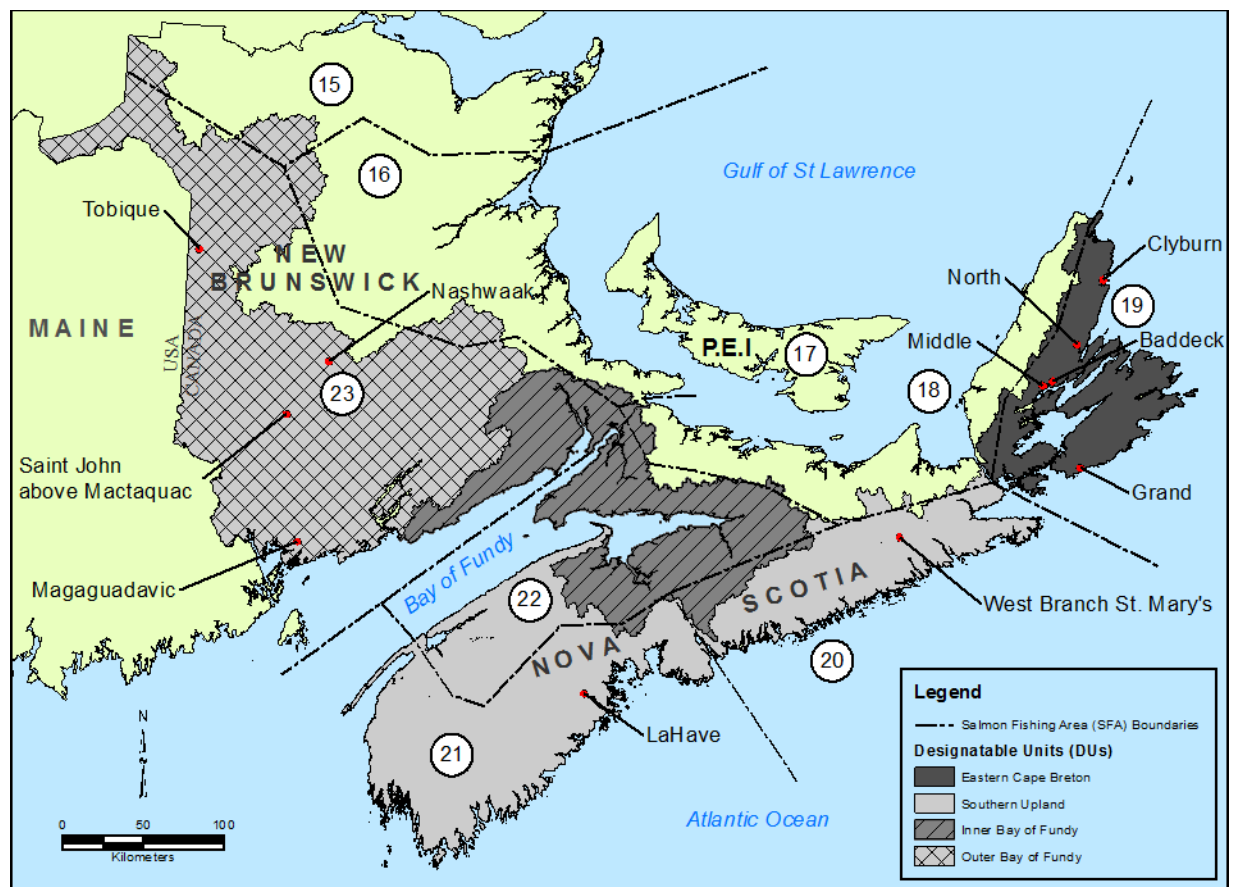 15
16
Gulf of St Lawrence
Tobique
NEW
BRUNSWICK
Clyburn
North
19
Nashwaak
MAINE
USA
CANADA
P.E.I
17
Middle
Baddeck
18
23
Saint John
above Mactaquac
Grand
Magaguadavic
Bay of Fundy
22
SCOTIA
West Branch St. Mary's
NOVA
20
LaHave
21
Atlantic Ocean
N
0 50 100
Kilometers
Legend
Salmon Fishing Area (SFA) Boundaries
Designatable Units (DUs)
Eastern Cape Breton
Southern Upland
Inner Bay of Fundy
Outer Bay of Fundy